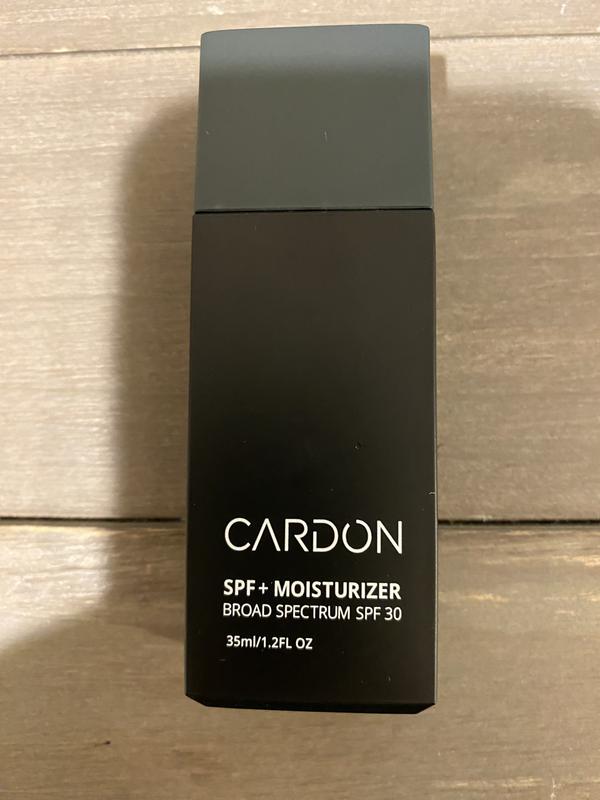 CARDON
SPF+ MOISTURIZER
BROAD SPECTRUM SPF 30
35ml/1.2FL OZ